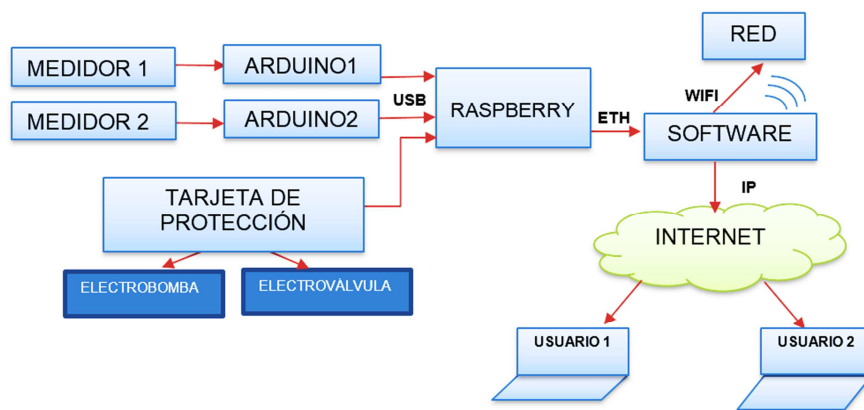 RED
MEDIDOR 1
ARDUINO1
MEDIDOR 2
ARDUINO2
USB
RASPBERRY
ETH
WIFI
SOFTWARE
TARJETA DE
PROTECCIÓN
IP
INTERNET
ELECTROBOMBA
ELECTROVÀLVULA
USUARIO 1
USUARIO 2